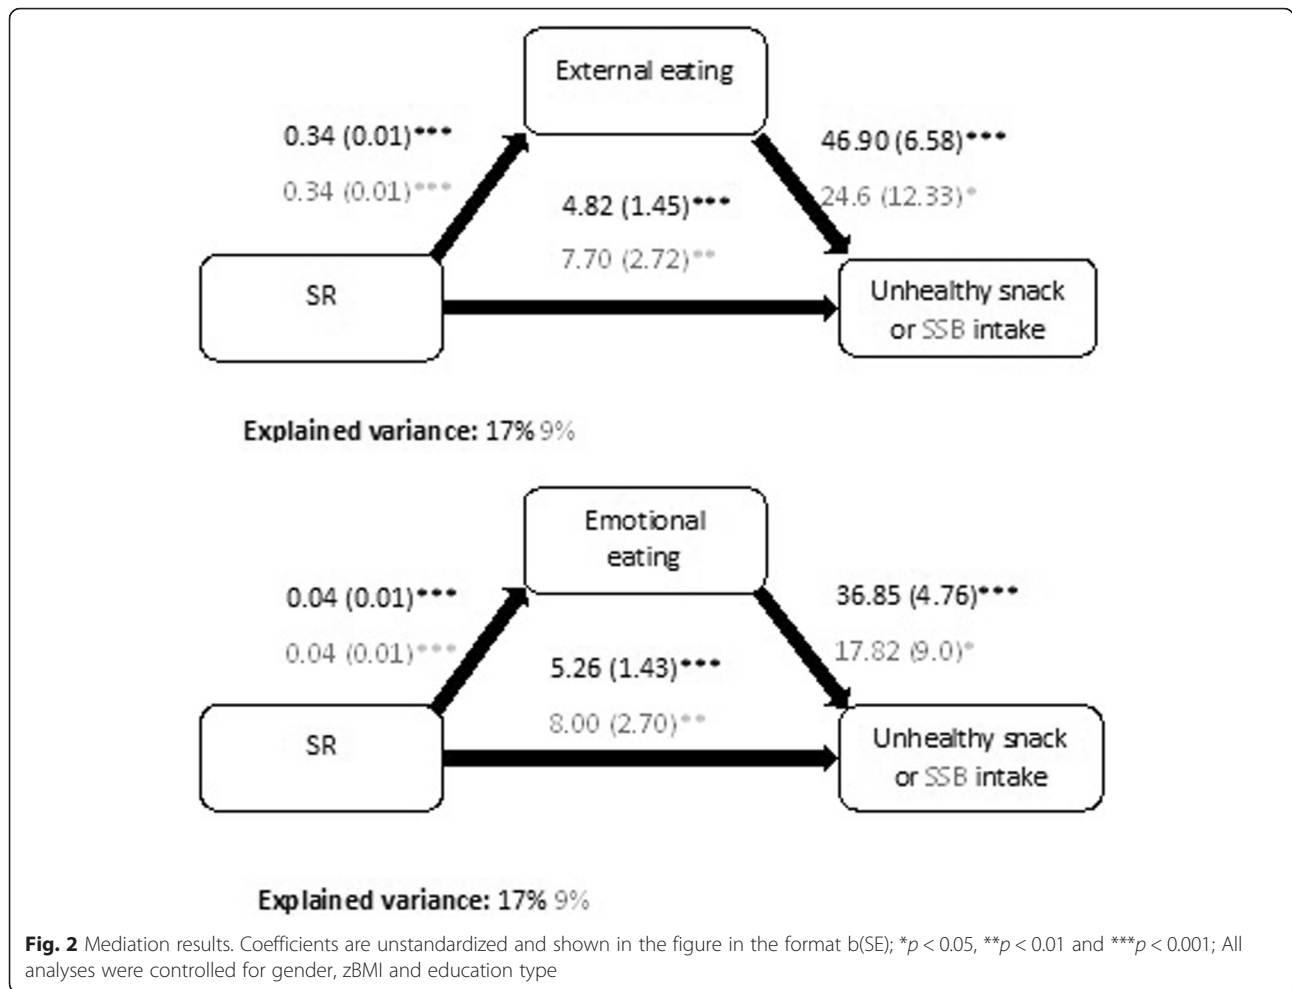 External eating
0.34 (0.01)***
0.34 (0.01)***
46.90 (6.58)***
24.6 (12.33)*
4.82 (1.45)***
7.70 (2.72)**
SR
Unhealthy snack
or SSB intake
Explained variance: 17% 9%
Emotional
eating
0.04 (0.01)***
0.04 (0.01)***
36.85 (4.76)***
17.82 (9.0)*
5.26 (1.43)***
8.00 (2.70)**
SR
Unhealthy snack
or SSB intake
Explained variance: 17% 9%
Fig. 2 Mediation results. Coefficients are unstandardized and shown in the figure in the format b(SE); *p < 0.05, **p < 0.01 and ***p < 0.001; All
analyses were controlled for gender, zBMI and education type